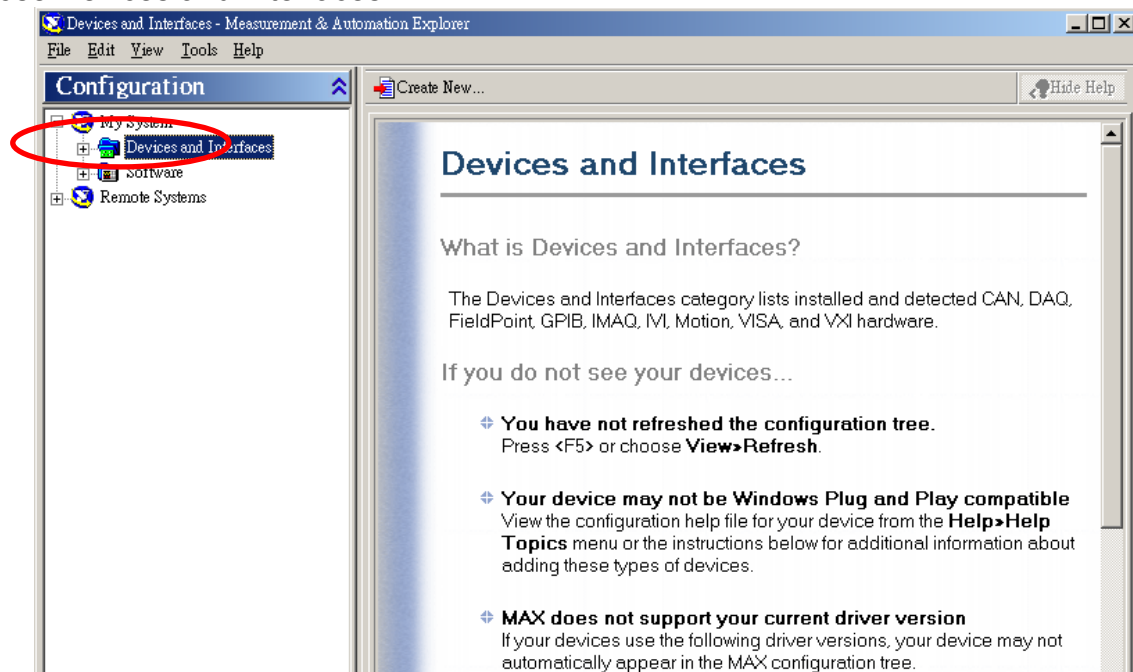 Devices and Interfaces - Measurement & Automation Explorer
File Edit View Tools Help
Configuration
Create New...
Hide Help
My System
Devices and Interfaces
Software
Remote Systems
Devices and Interfaces
What is Devices and Interfaces?
The Devices and Interfaces category lists installed and detected CAN, DAQ,
FieldPoint, GPIB, IMAQ, IVI, Motion, VISA, and VXI hardware.
If you do not see your devices...
You have not refreshed the configuration tree.
Press <F5> or choose View»Refresh.
Your device may not be Windows Plug and Play compatible
View the configuration help file for your device from the Help»Help
Topics menu or the instructions below for additional information about
adding these types of devices.
MAX does not support your current driver version
If your devices use the following driver versions, your device may not
automatically appear in the MAX configuration tree.